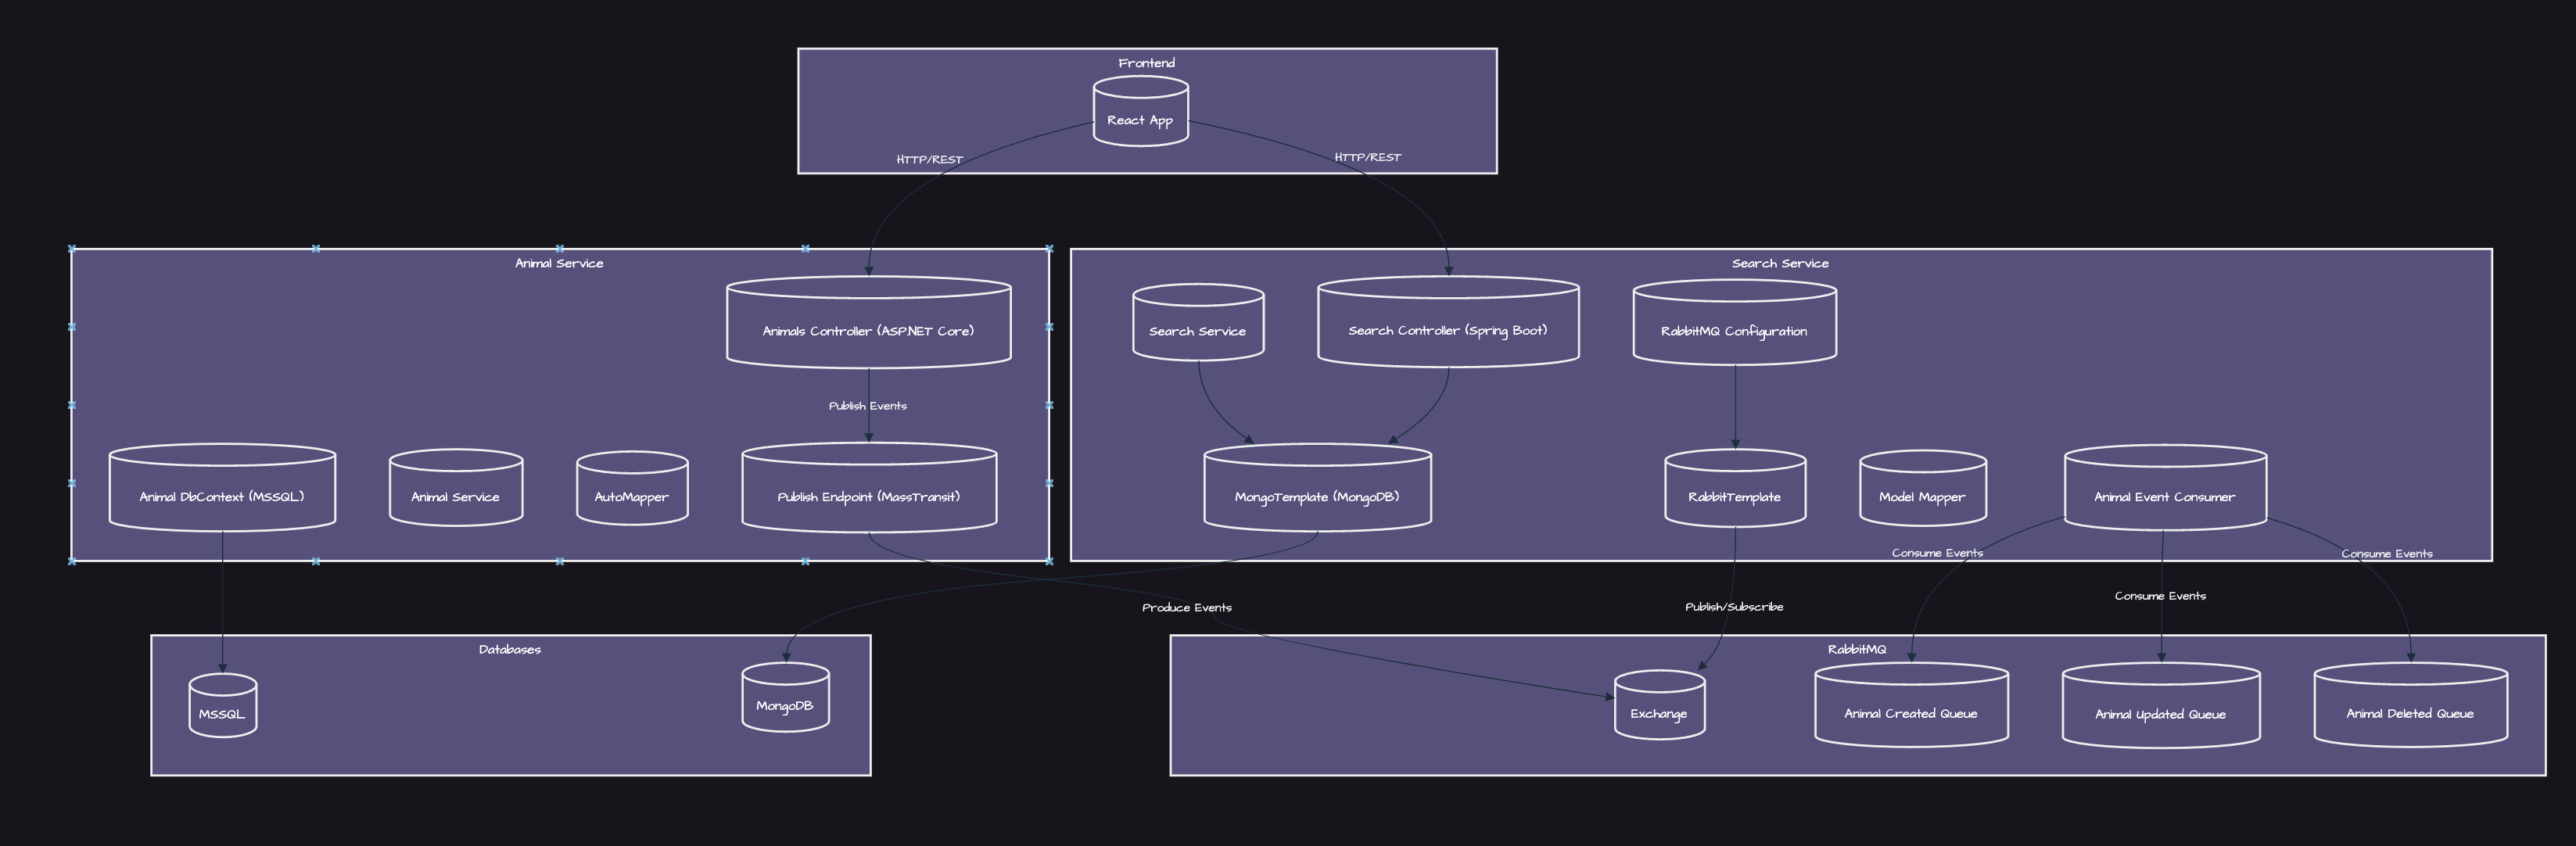 Frontend
React App
HTTP/REST
HTTP/REST
Animal Service
Animals Controller (ASP.NET Core)
Publish Events
Animal DbContext (MSSQL)
Animal Service
AutoMapper
Publish Endpoint (MassTransit)
Search Service
Search Service
Search Controller (Spring Boot)
RabbitMQ Configuration
MongoTemplate (MongoDB)
RabbitTemplate
Model Mapper
Animal Event Consumer
Consume Events
Consume Events
Consume Events
Produce Events
Publish/Subscribe
Databases
MSSQL
MongoDB
RabbitMQ
Exchange
Animal Created Queue
Animal Updated Queue
Animal Deleted Queue